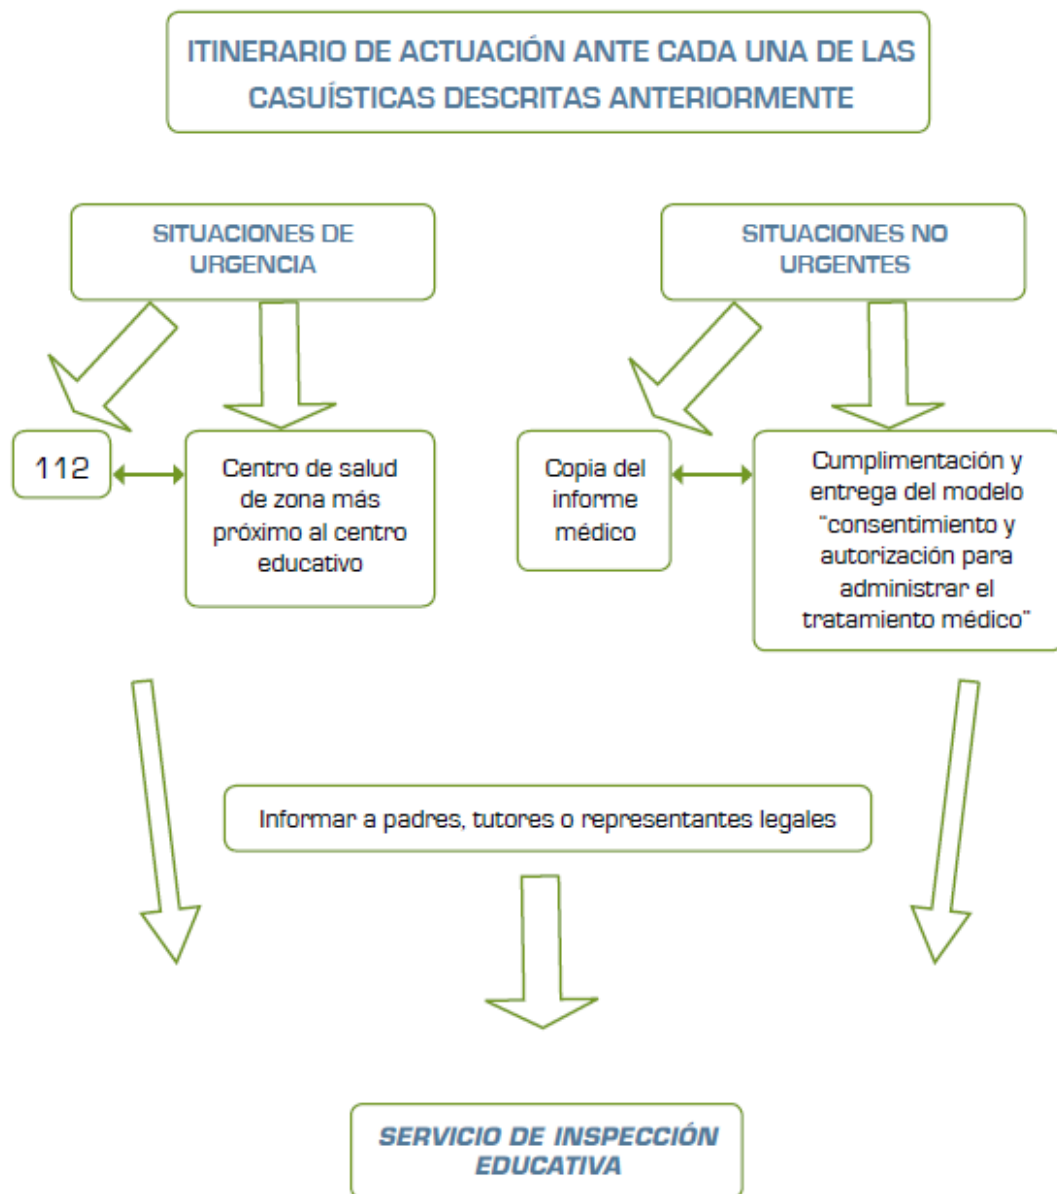 ITINERARIO DE ACTUACIÓN ANTE CADA UNA DE LAS
CASUÍSTICAS DESCRITAS ANTERIORMENTE
SITUACIONES DE
URGENCIA
SITUACIONES NO
URGENTES
112
Centro de salud
de zona más
próximo al centro
educativo
Copia del
informe
médico
Cumplimentación y
entrega del modelo
“consentimiento y
autorización para
administrar el
tratamiento médico”
Informar a padres, tutores o representantes legales
SERVICIO DE INSPECCIÓN
EDUCATIVA